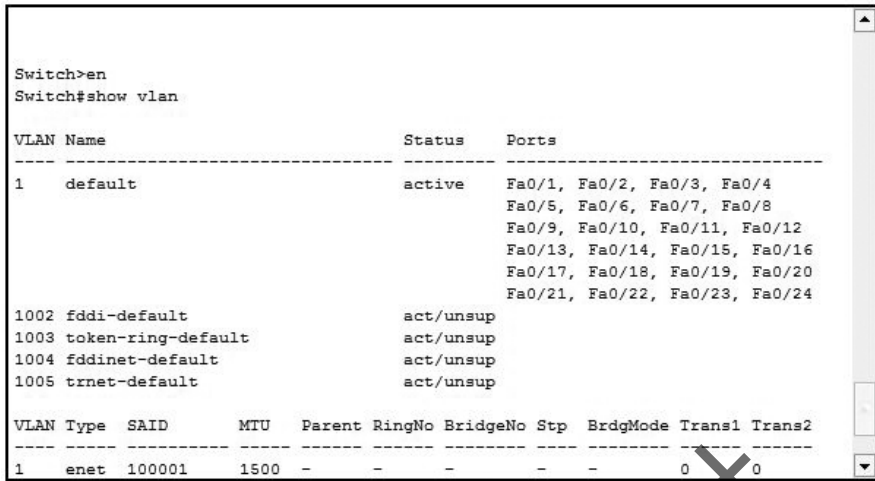 Switch>en
Switch#show vlan
VLAN Name                             Status    Ports
---- -------------------------------- --------- -------------------------------
1    default                          active    Fa0/1, Fa0/2, Fa0/3, Fa0/4
                                                Fa0/5, Fa0/6, Fa0/7, Fa0/8
                                                Fa0/9, Fa0/10, Fa0/11, Fa0/12
                                                Fa0/13, Fa0/14, Fa0/15, Fa0/16
                                                Fa0/17, Fa0/18, Fa0/19, Fa0/20
                                                Fa0/21, Fa0/22, Fa0/23, Fa0/24
1002 fddi-default                     act/unsup
1003 token-ring-default               act/unsup
1004 fddinet-default                  act/unsup
1005 trnet-default                    act/unsup
VLAN Type  SAID       MTU   Parent RingNo BridgeNo Stp  BrdgMode Trans1 Trans2
---- ----- ---------- ----- ------ ------ -------- ---- -------- ------ ------
1    enet  100001     1500  -      -      -        -    -        0      0